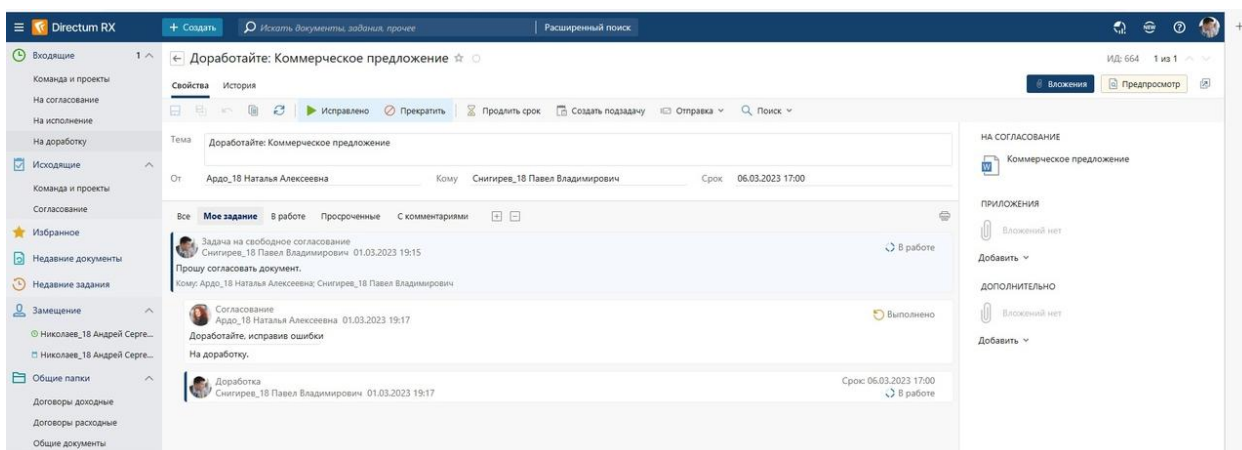 Directum RX
+ Создать
Искать документы, задания, прочее
Расширенный поиск
NEW
Входящие 1
Команда и проекты
На согласование
На исполнение
На доработку
Исходящие
Команда и проекты
Согласование
Избранное
Недавние документы
Недавние задания
Замещение
Николаев_18 Андрей Серге...
Николаев_18 Андрей Серге...
Общие папки
Договоры доходные
Договоры расходные
Общие документы
Доработайте: Коммерческое предложение
ИД: 664 1 из 1
Свойства История
Вложения Предпросмотр
Исправлено Прекратить Продлить срок Создать подзадачу Отправка Поиск
Тема Доработайте: Коммерческое предложение
От Ардо_18 Наталья Алексеевна Кому Снигирев_18 Павел Владимирович Срок 06.03.2023 17:00
Все Мое задание В работе Просроченные С комментариями
Задача на свободное согласование
Снигирев_18 Павел Владимирович 01.03.2023 19:15
В работе
Прошу согласовать документ.
Кому: Ардо_18 Наталья Алексеевна; Снигирев_18 Павел Владимирович
Согласование
Ардо_18 Наталья Алексеевна 01.03.2023 19:17
Выполнено
Доработайте, исправив ошибки
На доработку.
Доработка
Снигирев_18 Павел Владимирович 01.03.2023 19:17
Срок: 06.03.2023 17:00
В работе
НА СОГЛАСОВАНИЕ
Коммерческое предложение
ПРИЛОЖЕНИЯ
Вложений нет
Добавить
ДОПОЛНИТЕЛЬНО
Вложений нет
Добавить